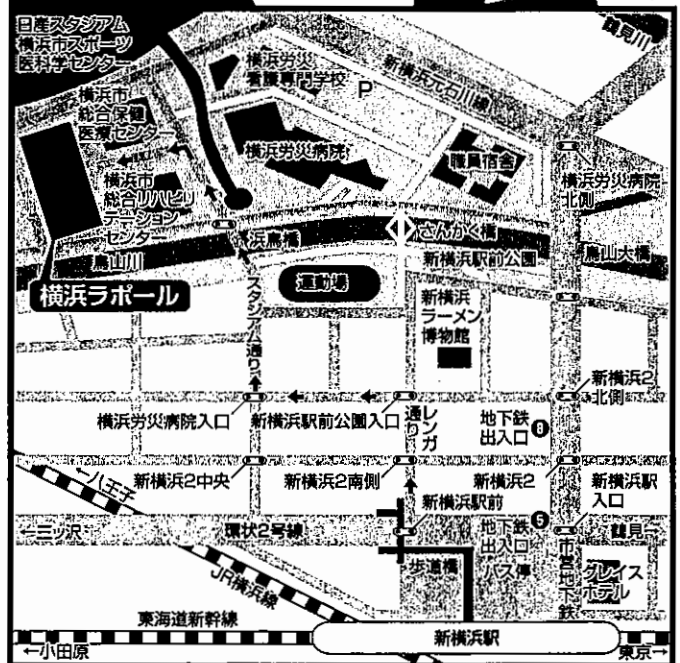 日産スタジアム
横浜市スポーツ
医科学センター
鶴見川
横浜労災
看護専門学校
P
新横浜元石川線
横浜市
総合保健
医療センター
横浜労災病院
職員宿舎
横浜労災病院
北側
横浜市
総合リハビリ
テーション
センター
浜鳥橋
さんかく橋
鳥山川
新横浜駅前公園
鳥山大橋
横浜ラポール
運動場
スタジアム通り
新横浜
ラーメン
博物館
新横浜2
北側
横浜労災病院入口
新横浜駅前公園入口
レンガ
通り
地下鉄
出入口
8
新横浜2中央
新横浜2南側
新横浜2
新横浜駅
入口
←八王子
新横浜駅前
←三ッ沢
環状2号線
地下鉄
出入口
バス停
鶴見→
歩道橋
市営地下鉄
グレイス
ホテル
JR横浜線
東海道新幹線
新横浜駅
←小田原
東京→